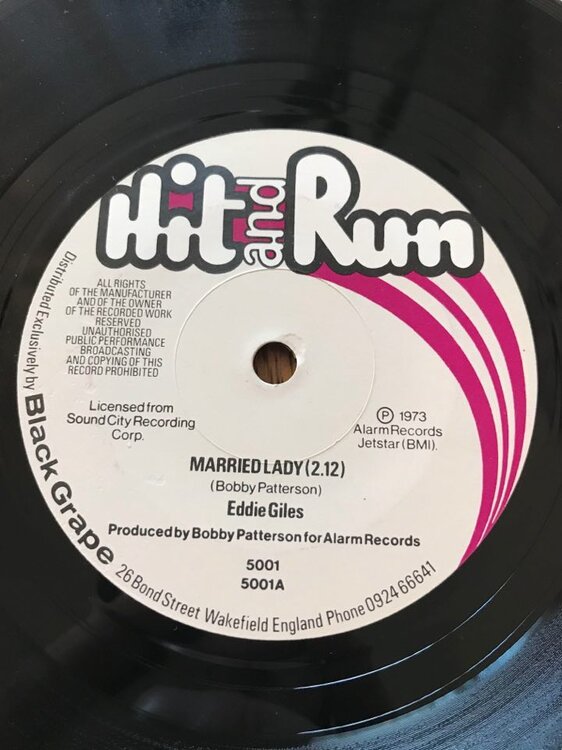 Hit and Run
ALL RIGHTS
OF THE MANUFACTURER
AND OF THE OWNER
OF THE RECORDED WORK
RESERVED
UNAUTHORISED
PUBLIC PERFORMANCE
BROADCASTING
AND COPYING OF THIS
RECORD PROHIBITED
Licensed from
Sound City Recording
Corp.
Ⓟ 1973
Alarm Records
Jetstar (BMI).
MARRIED LADY (2.12)
(Bobby Patterson)
Eddie Giles
Produced by Bobby Patterson for Alarm Records
5001
5001A
Distributed Exclusively by Black Grape 26 Bond Street Wakefield England Phone 0924 66641